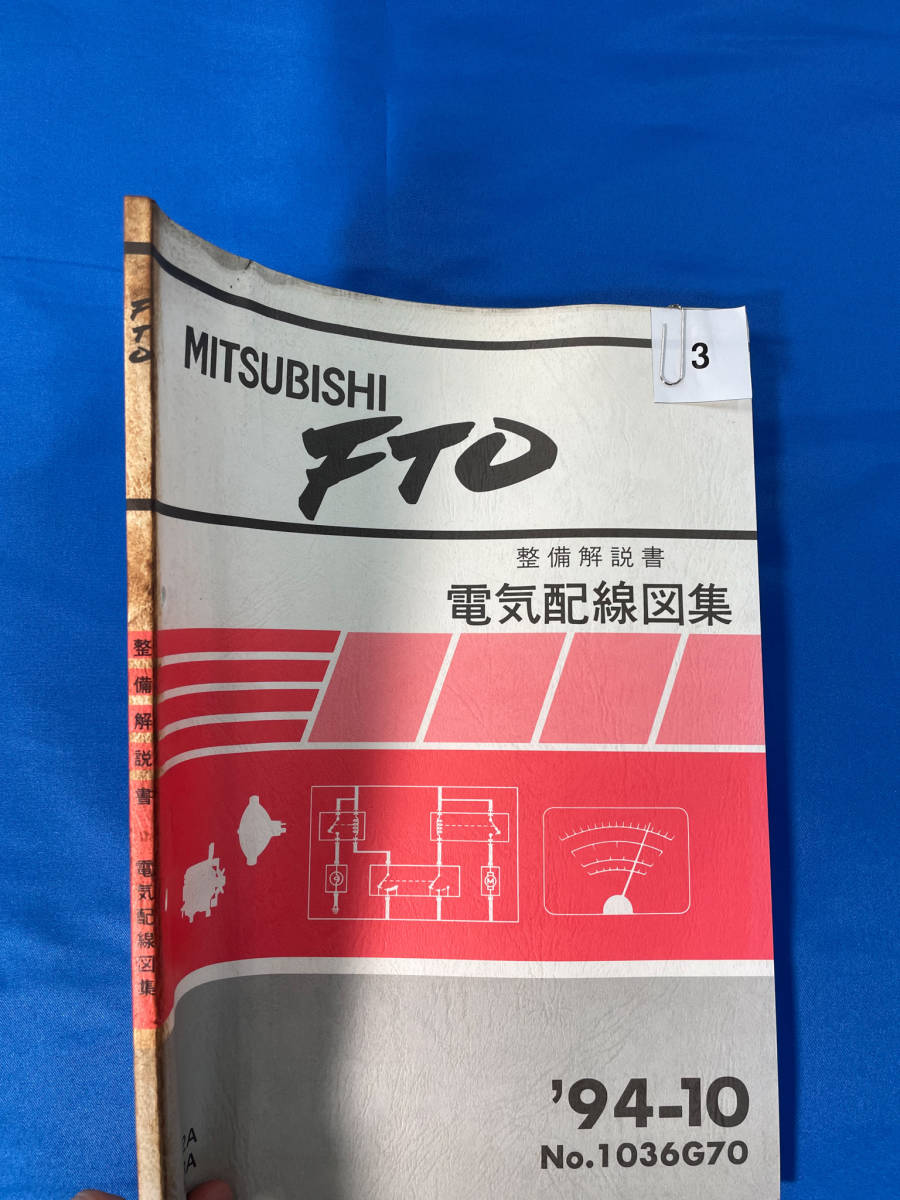 FTO
整備解説書 電気配線図集
MITSUBISHI
FTO
3
整備解説書
電気配線図集
M
'94-10
No.1036G70
2A
A